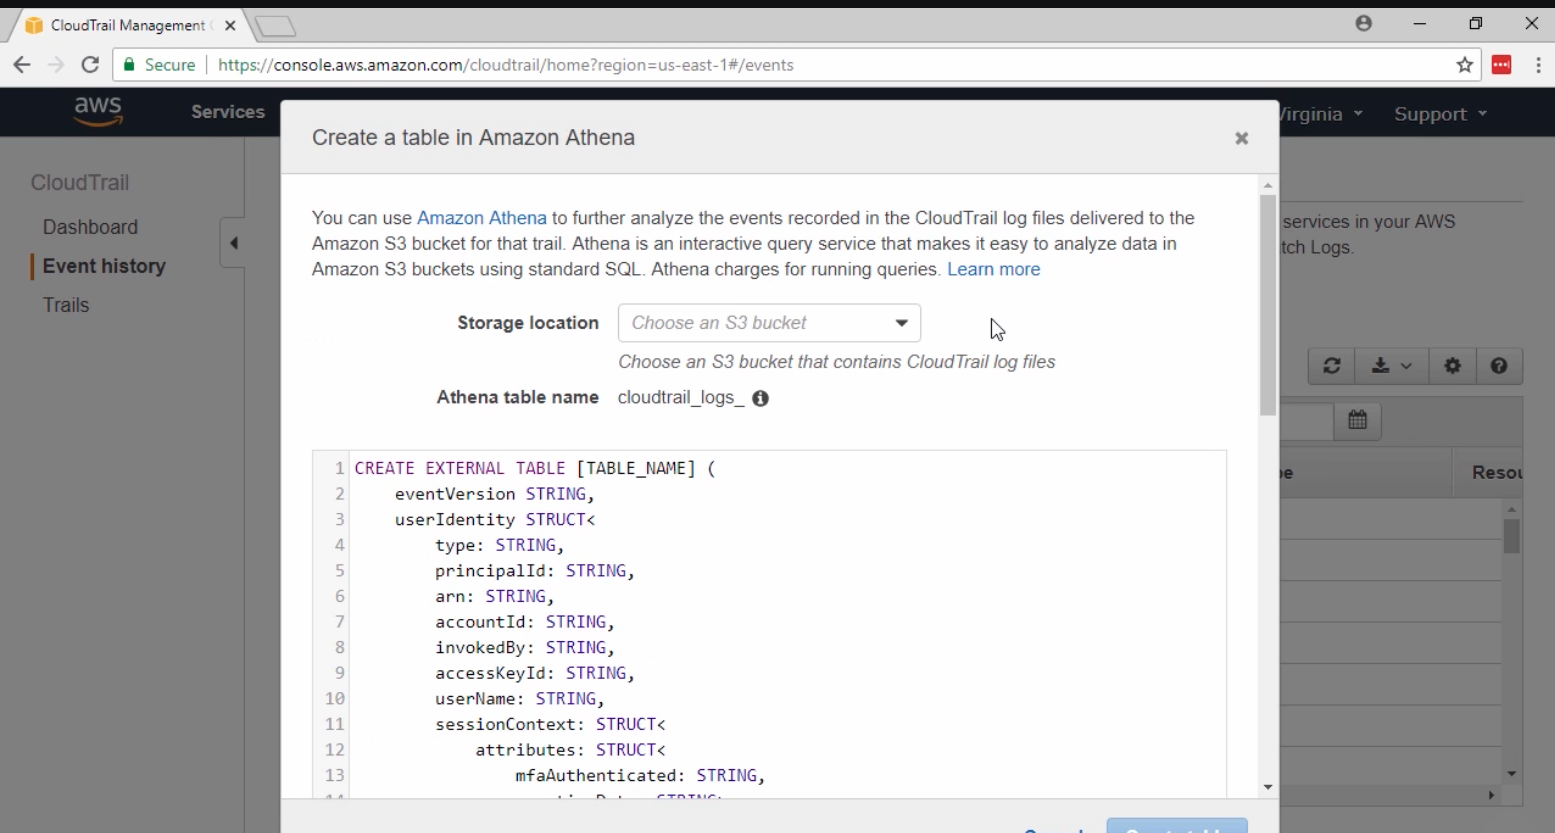 CloudTrail Management
Secure
https://console.aws.amazon.com/cloudtrail/home?region=us-east-1#/events
aws
Services
Support
CloudTrail
Dashboard
Event history
Trails
Create a table in Amazon Athena
You can use Amazon Athena to further analyze the events recorded in the CloudTrail log files delivered to the
Amazon S3 bucket for that trail. Athena is an interactive query service that makes it easy to analyze data in
Amazon S3 buckets using standard SQL. Athena charges for running queries. Learn more
Storage location
Choose an S3 bucket
Choose an S3 bucket that contains CloudTrail log files
Athena table name cloudtrail_logs_
1 CREATE EXTERNAL TABLE [TABLE_NAME] (
2 eventVersion STRING,
3 userIdentity STRUCT<
4 type: STRING,
5 principalId: STRING,
6 arn: STRING,
7 accountId: STRING,
8 invokedBy: STRING,
9 accessKeyId: STRING,
10 userName: STRING,
11 sessionContext: STRUCT<
12 attributes: STRUCT<
13 mfaAuthenticated: STRING,
services in your AWS
Logs.